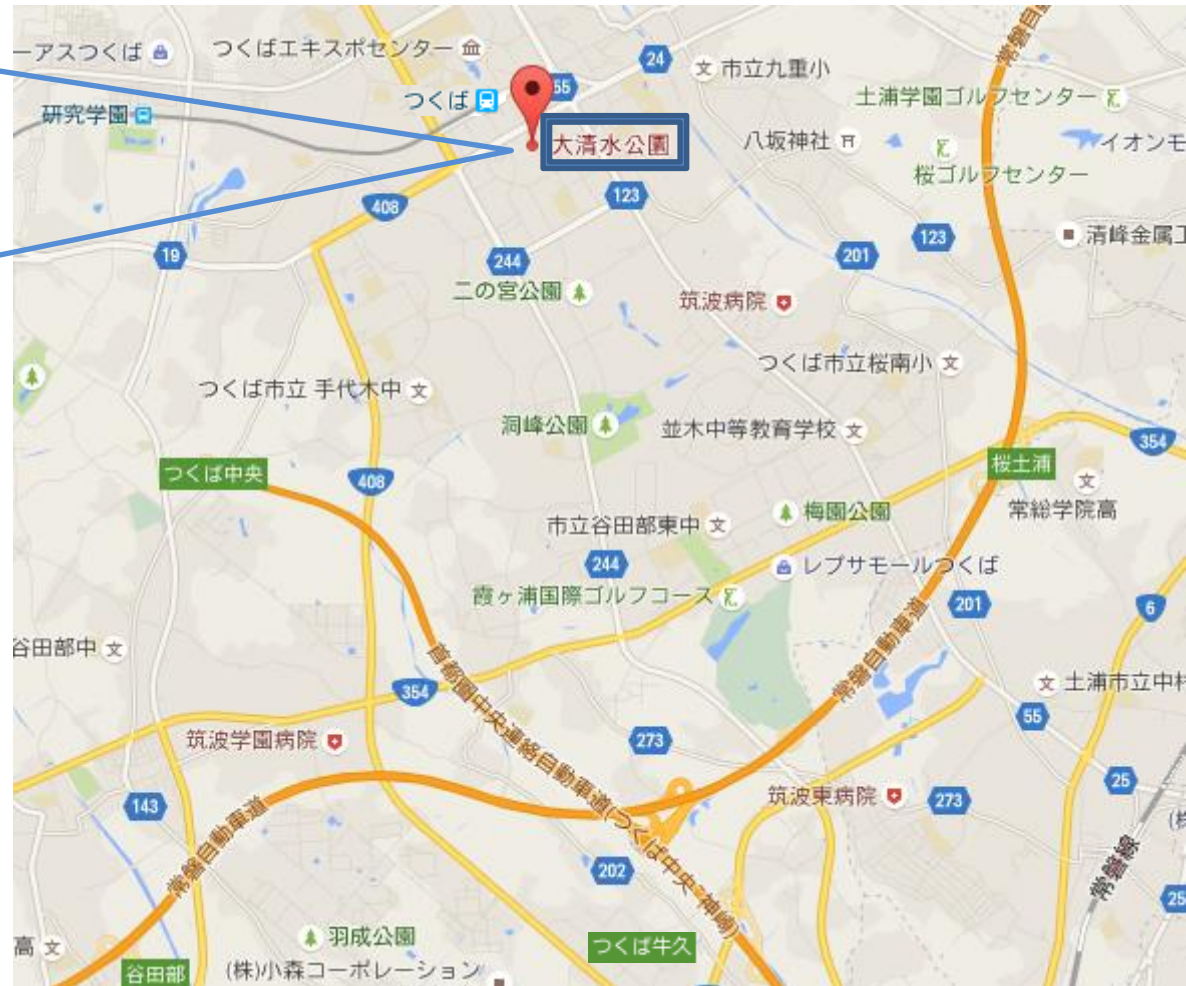 ーアスつくば
つくばエキスポセンター
24
市立九重小
常磐自動
研究学園
つくば
55
土浦学園ゴルフセンター
大清水公園
八坂神社
イオンモ
桜ゴルフセンター
408
123
19
244
201
123
清峰金属工
二の宮公園
筑波病院
つくば市立桜南小
つくば市立 手代木中
洞峰公園
並木中等教育学校
354
つくば中央
408
桜土浦
梅園公園
常総学院高
市立谷田部東中
244
レプサモールつくば
霞ヶ浦国際ゴルフコース
201
6
谷田部中
常磐自動車道
首都圏中央連絡自動車道(つくば中央-神崎)
354
土浦市立中村
55
筑波学園病院
273
25
143
筑波東病院
273
(株
常磐自動車道
202
常磐線
25
高
羽成公園
つくば牛久
谷田部
(株)小森コーポレーション